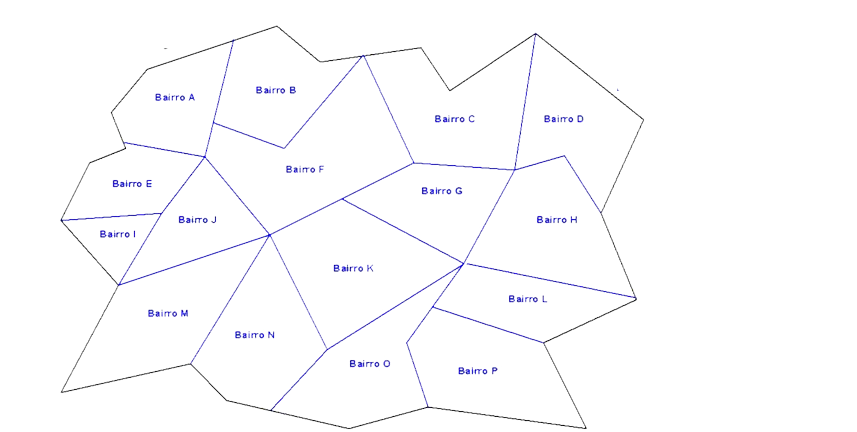 Bairro A
Bairro B
Bairro C
Bairro D
Bairro E
Bairro F
Bairro G
Bairro H
Bairro I
Bairro J
Bairro K
Bairro L
Bairro M
Bairro N
Bairro O
Bairro P